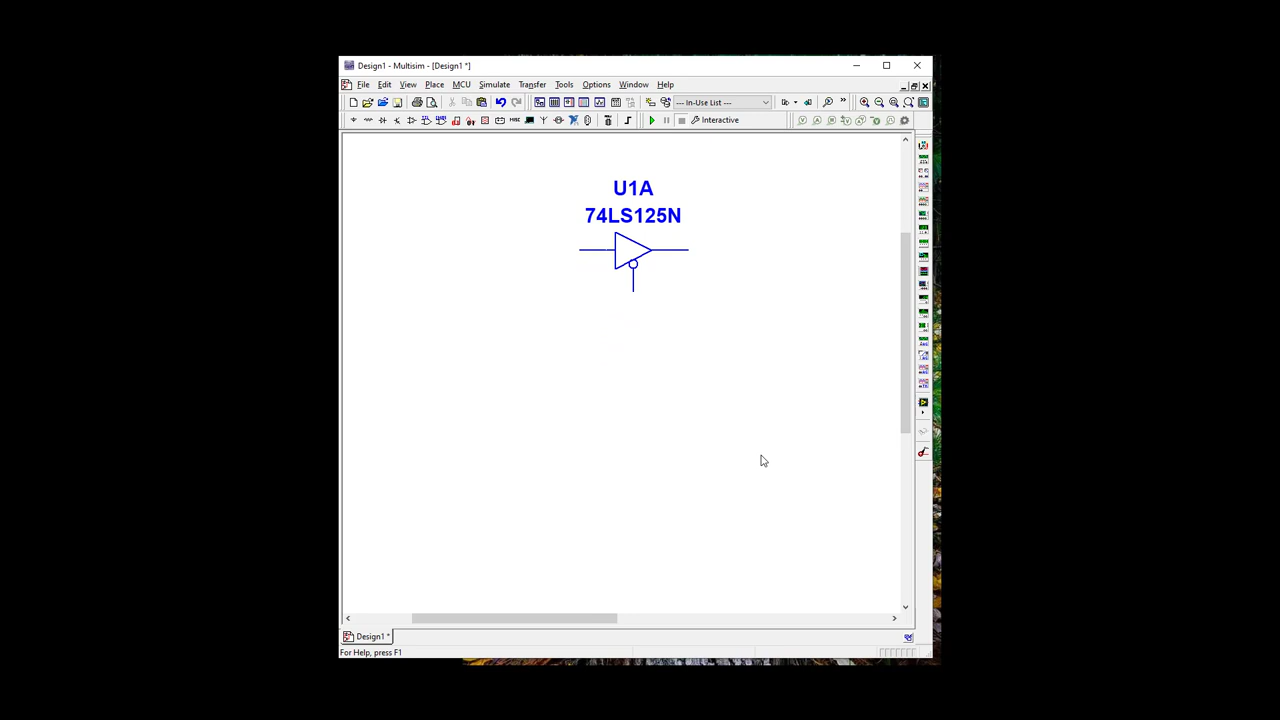 Design1 - Multisim - [Design1 *]
File Edit View Place MCU Simulate Transfer Tools Options Window Help
--- In-Use List ---
Interactive
U1A
74LS125N
Design1 *
For Help, press F1